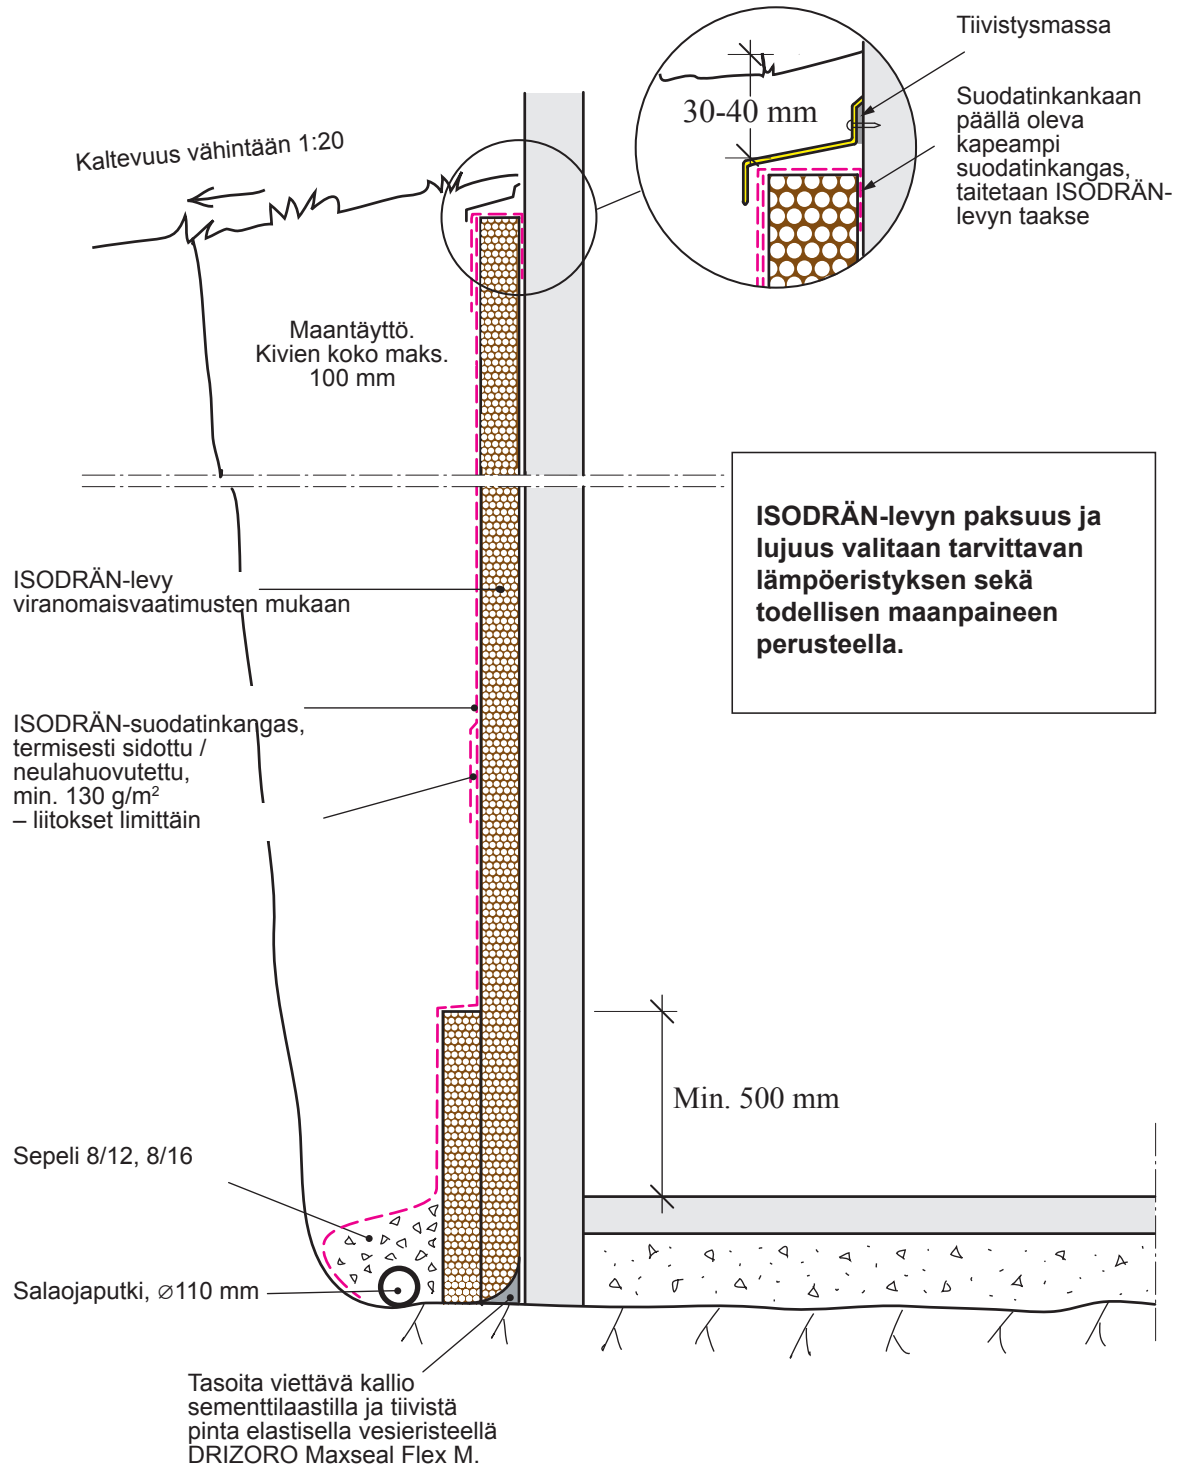 Tiivistysmassa
30-40 mm
Suodatinkankaan
päällä oleva
kapeampi
suodatinkangas,
taitetaan ISODRÄN-
levyn taakse
Kaltevuus vähintään 1:20
Maantäyttö.
Kivien koko maks.
100 mm
ISODRÄN-levyn paksuus ja
lujuus valitaan tarvittavan
lämpöeristyksen sekä
todellisen maanpaineen
perusteella.
ISODRÄN-levy
viranomaisvaatimusten mukaan
ISODRÄN-suodatinkangas,
termisesti sidottu /
neulahuovutettu,
min. 130 g/m²
– liitokset limittäin
Min. 500 mm
Sepeli 8/12, 8/16
Salaojaputki, ∅110 mm
Tasoita viettävä kallio
sementtilaastilla ja tiivistä
pinta elastisella vesieristeellä
DRIZORO Maxseal Flex M.